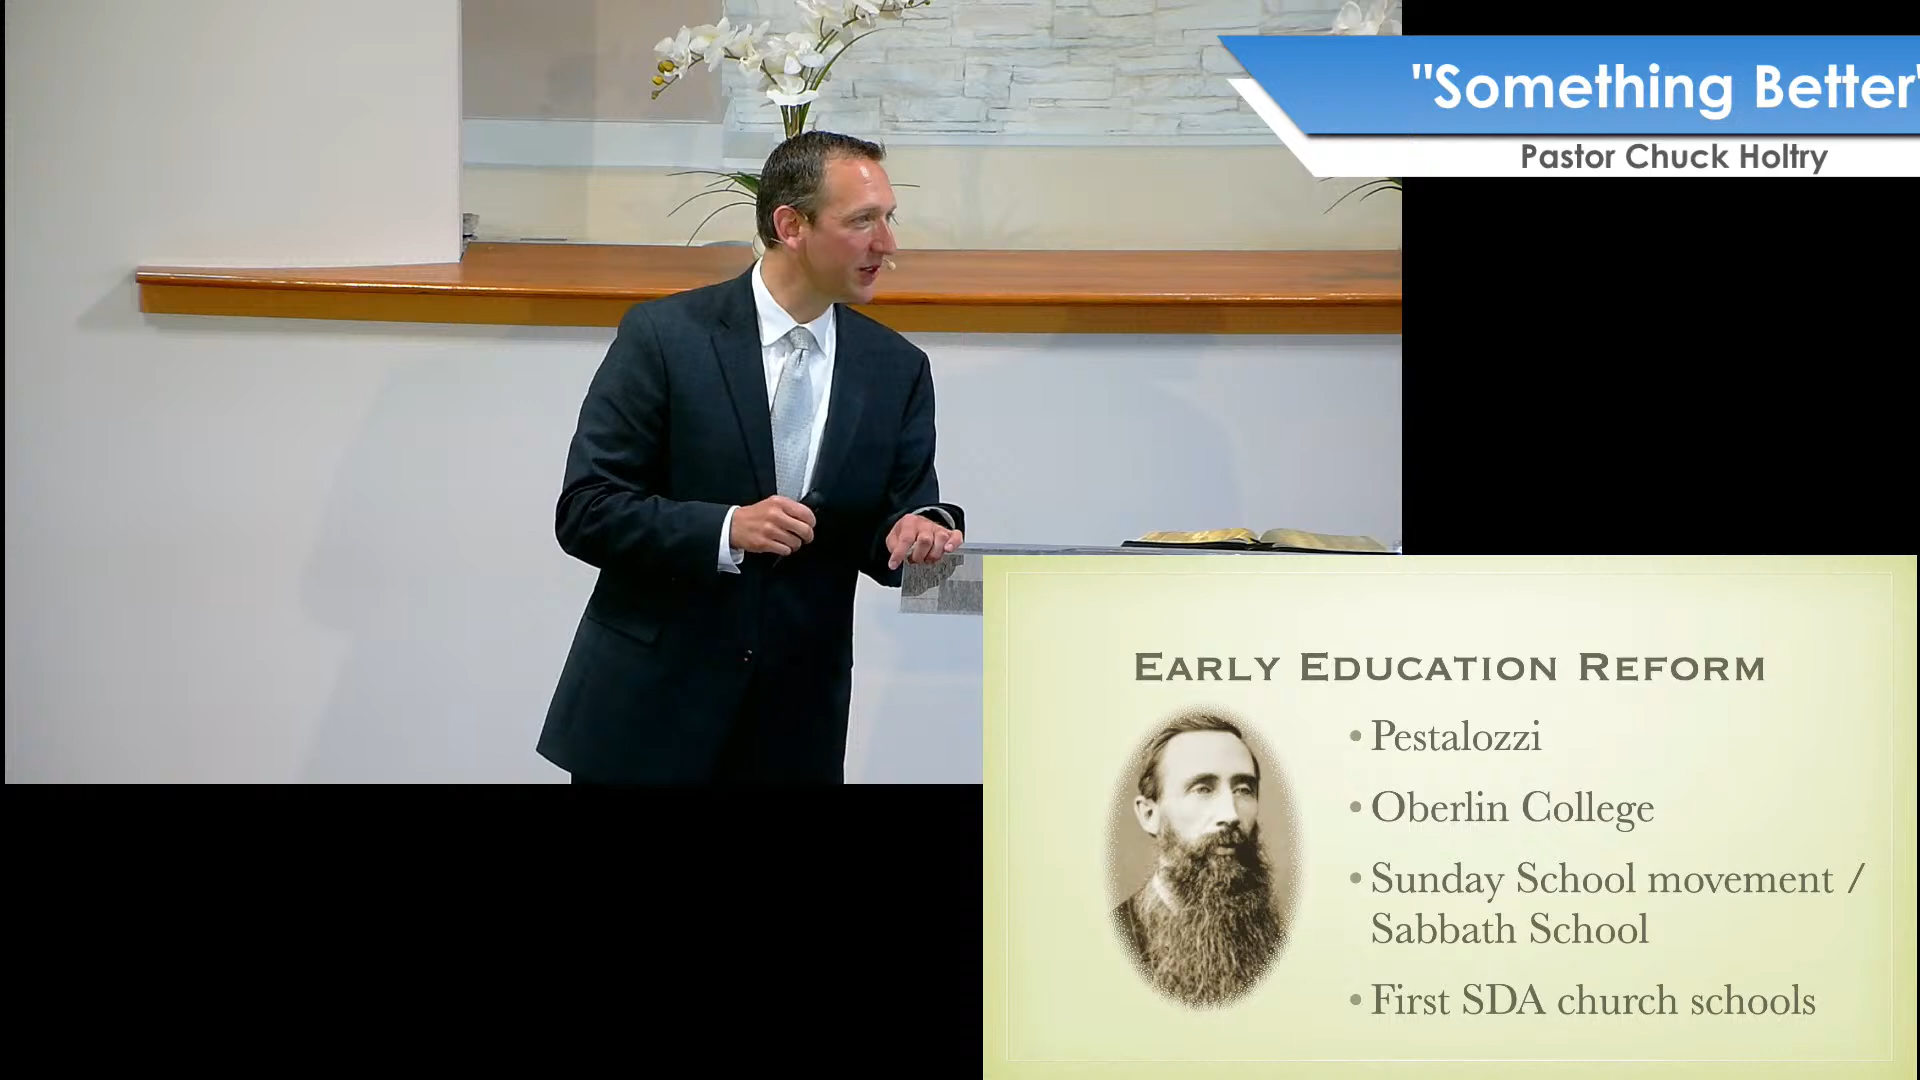 "Something Better"
Pastor Chuck Holtry
EARLY EDUCATION REFORM
• Pestalozzi
• Oberlin College
• Sunday School movement /
Sabbath School
• First SDA church schools